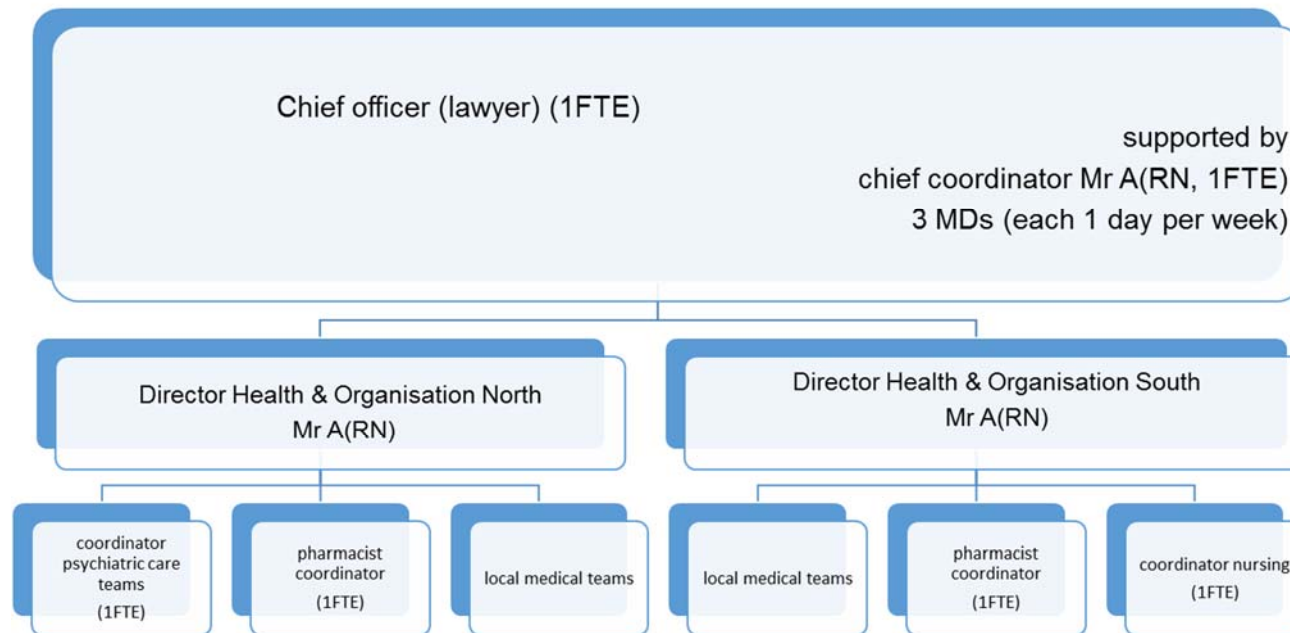 Chief officer (lawyer) (1FTE)
supported by
chief coordinator Mr A(RN, 1FTE)
3 MDs (each 1 day per week)
Director Health & Organisation North
Mr A(RN)
Director Health & Organisation South
Mr A(RN)
coordinator
psychiatric care
teams
(1FTE)
pharmacist
coordinator
(1FTE)
local medical teams
local medical teams
pharmacist
coordinator
(1FTE)
coordinator nursing
(1FTE)